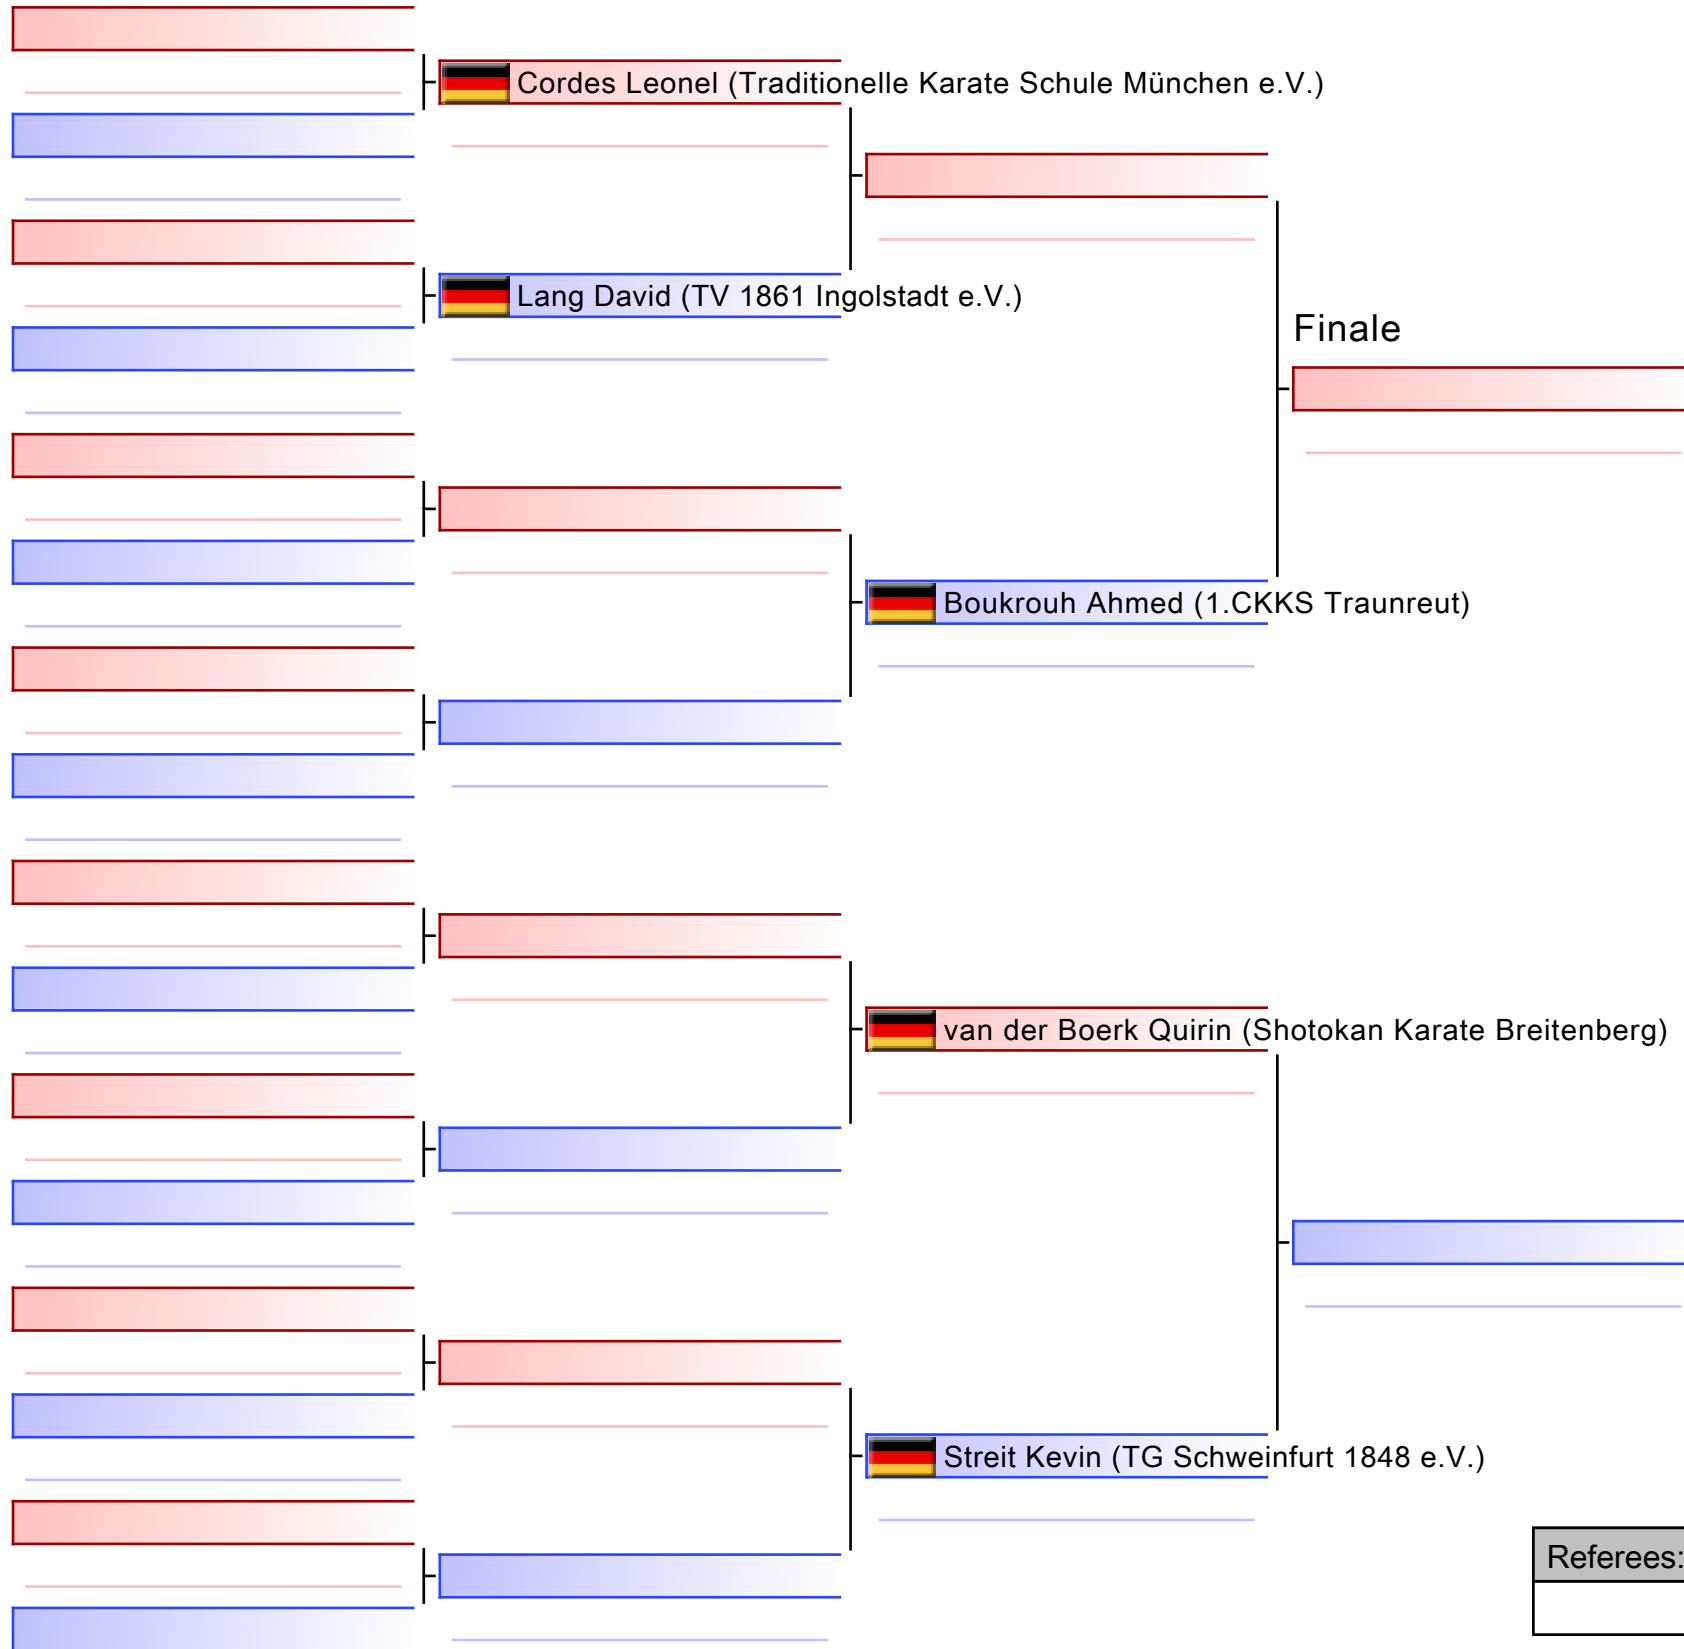 Cordes Leonel (Traditionelle Karate Schule München e.V.)
Lang David (TV 1861 Ingolstadt e.V.)
Finale
Boukrouh Ahmed (1.CKKS Traunreut)
van der Boerk Quirin (Shotokan Karate Breitenberg)
Streit Kevin (TG Schweinfurt 1848 e.V.)
Referees: